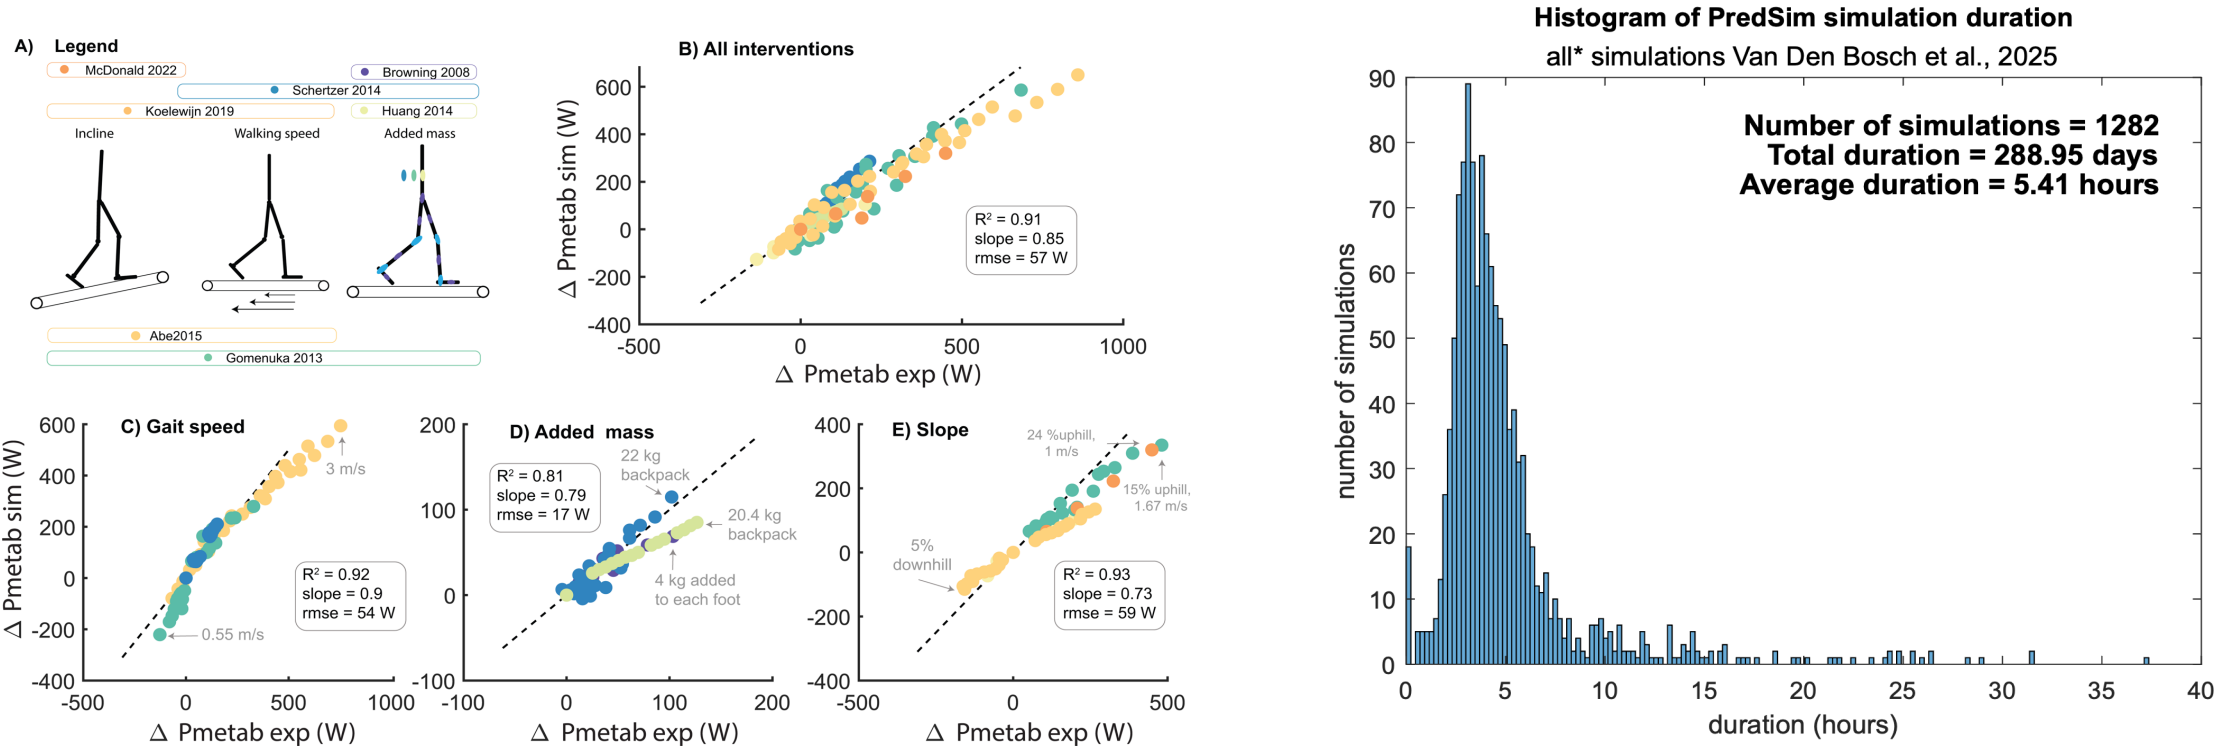 A) Legend
McDonald 2022
Browning 2008
Schertzer 2014
Koelewijn 2019
Huang 2014
Incline
Walking speed
Added mass
Abe2015
Gomenuka 2013
B) All interventions
Δ Pmetab sim (W)
600
400
200
0
-200
-400
-500
0
500
1000
Δ Pmetab exp (W)
R² = 0.91
slope = 0.85
rmse = 57 W
C) Gait speed
Δ Pmetab sim (W)
600
400
200
0
-200
-400
-500
0
500
1000
Δ Pmetab exp (W)
3 m/s
0.55 m/s
R² = 0.92
slope = 0.9
rmse = 54 W
D) Added mass
200
100
0
-100
-100
0
100
200
Δ Pmetab exp (W)
R² = 0.81
slope = 0.79
rmse = 17 W
22 kg
backpack
20.4 kg
backpack
4 kg added
to each foot
E) Slope
400
200
0
-200
-400
-500
0
500
Δ Pmetab exp (W)
24 %uphill,
1 m/s
15% uphill,
1.67 m/s
5%
downhill
R² = 0.93
slope = 0.73
rmse = 59 W
Histogram of PredSim simulation duration
all* simulations Van Den Bosch et al., 2025
Number of simulations = 1282
Total duration = 288.95 days
Average duration = 5.41 hours
number of simulations
90
80
70
60
50
40
30
20
10
0
0
5
10
15
20
25
30
35
40
duration (hours)